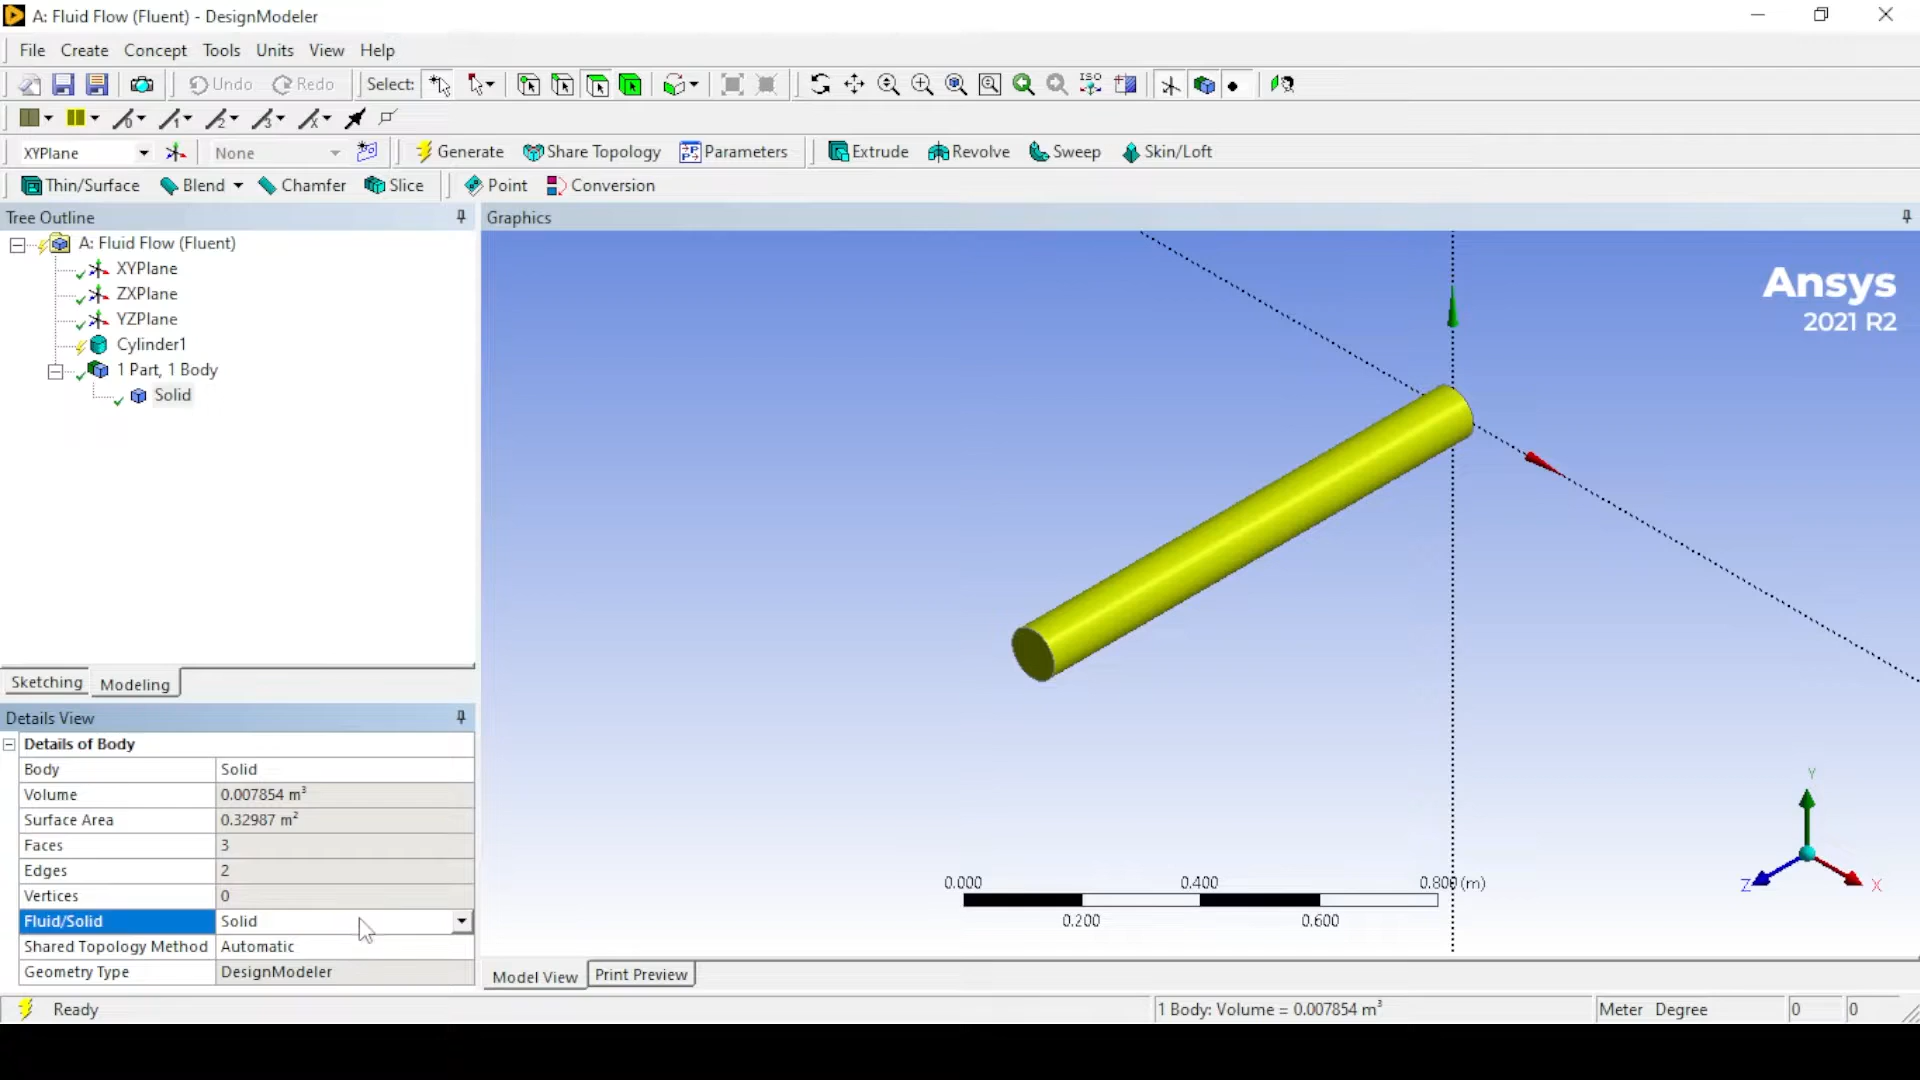 A: Fluid Flow (Fluent) - DesignModeler
File Create Concept Tools Units View Help
Undo Redo Select: ISO
XYPlane None Generate Share Topology Parameters Extrude Revolve Sweep Skin/Loft
Thin/Surface Blend Chamfer Slice Point Conversion
Tree Outline
A: Fluid Flow (Fluent)
XYPlane
ZXPlane
YZPlane
Cylinder1
1 Part, 1 Body
Solid
Sketching Modeling
Details View
Details of Body
Body Solid
Volume 0.007854 m³
Surface Area 0.32987 m²
Faces 3
Edges 2
Vertices 0
Fluid/Solid Solid
Shared Topology Method Automatic
Geometry Type DesignModeler
Graphics
Ansys
2021 R2
Y
Z X
0.000 0.400 0.800 (m)
0.200 0.600
Model View Print Preview
Ready 1 Body: Volume = 0.007854 m³ Meter Degree 0 0